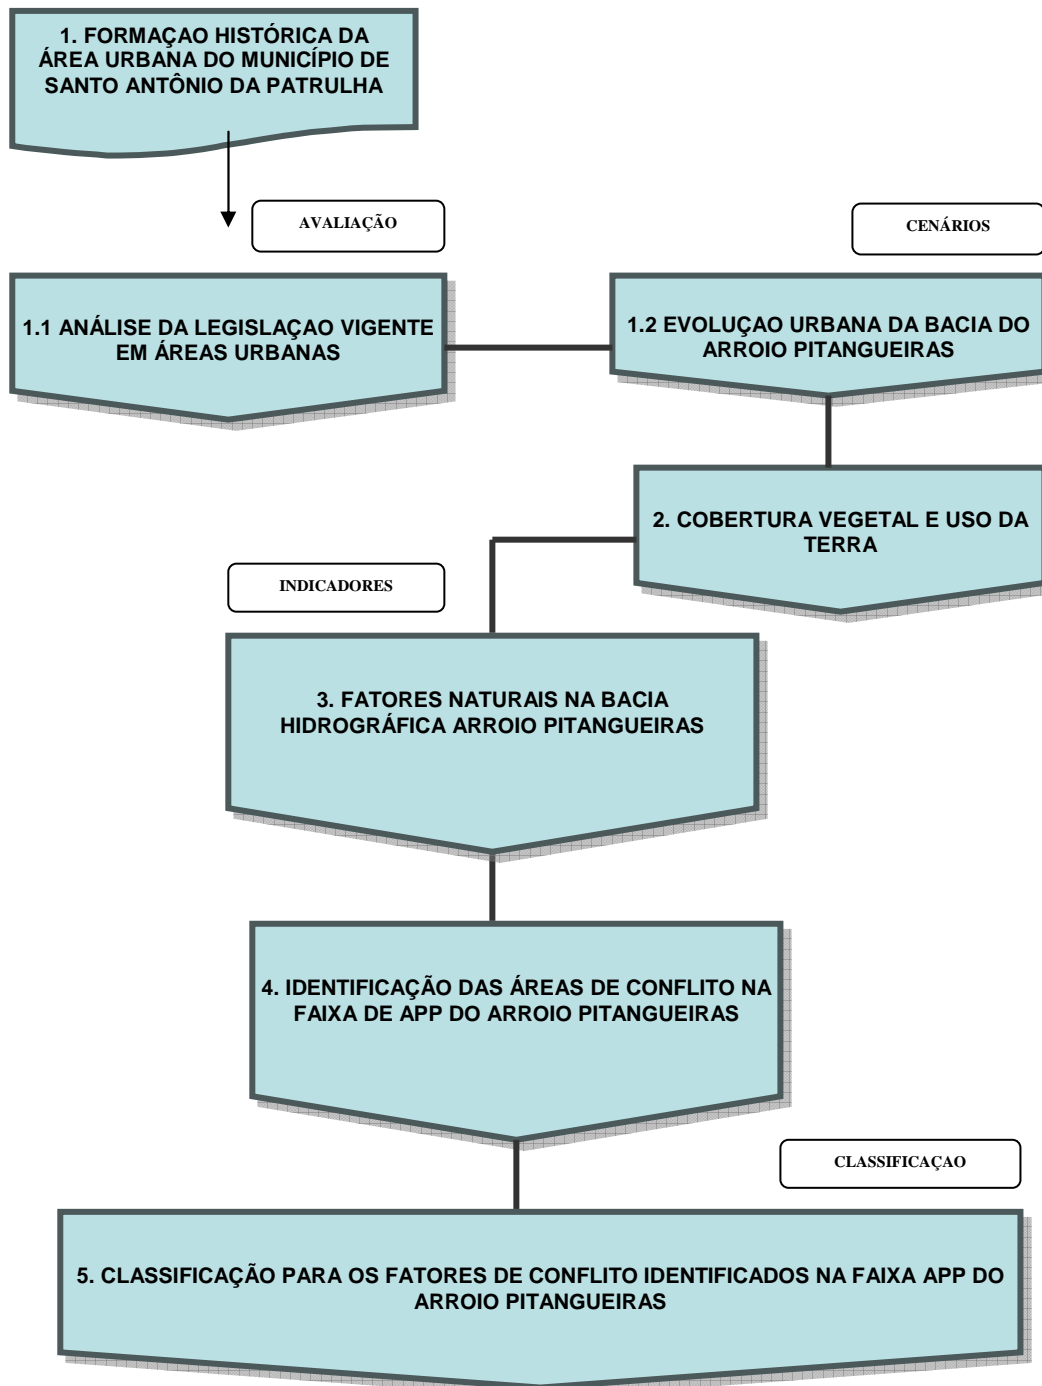 1. FORMAÇAO HISTÓRICA DA
ÁREA URBANA DO MUNICÍPIO DE
SANTO ANTÔNIO DA PATRULHA
AVALIAÇÃO
CENÁRIOS
1.1 ANÁLISE DA LEGISLAÇAO VIGENTE
EM ÁREAS URBANAS
1.2 EVOLUÇAO URBANA DA BACIA DO
ARROIO PITANGUEIRAS
2. COBERTURA VEGETAL E USO DA
TERRA
INDICADORES
3. FATORES NATURAIS NA BACIA
HIDROGRÁFICA ARROIO PITANGUEIRAS
4. IDENTIFICAÇÃO DAS ÁREAS DE CONFLITO NA
FAIXA DE APP DO ARROIO PITANGUEIRAS
CLASSIFICAÇAO
5. CLASSIFICAÇÃO PARA OS FATORES DE CONFLITO IDENTIFICADOS NA FAIXA APP DO
ARROIO PITANGUEIRAS